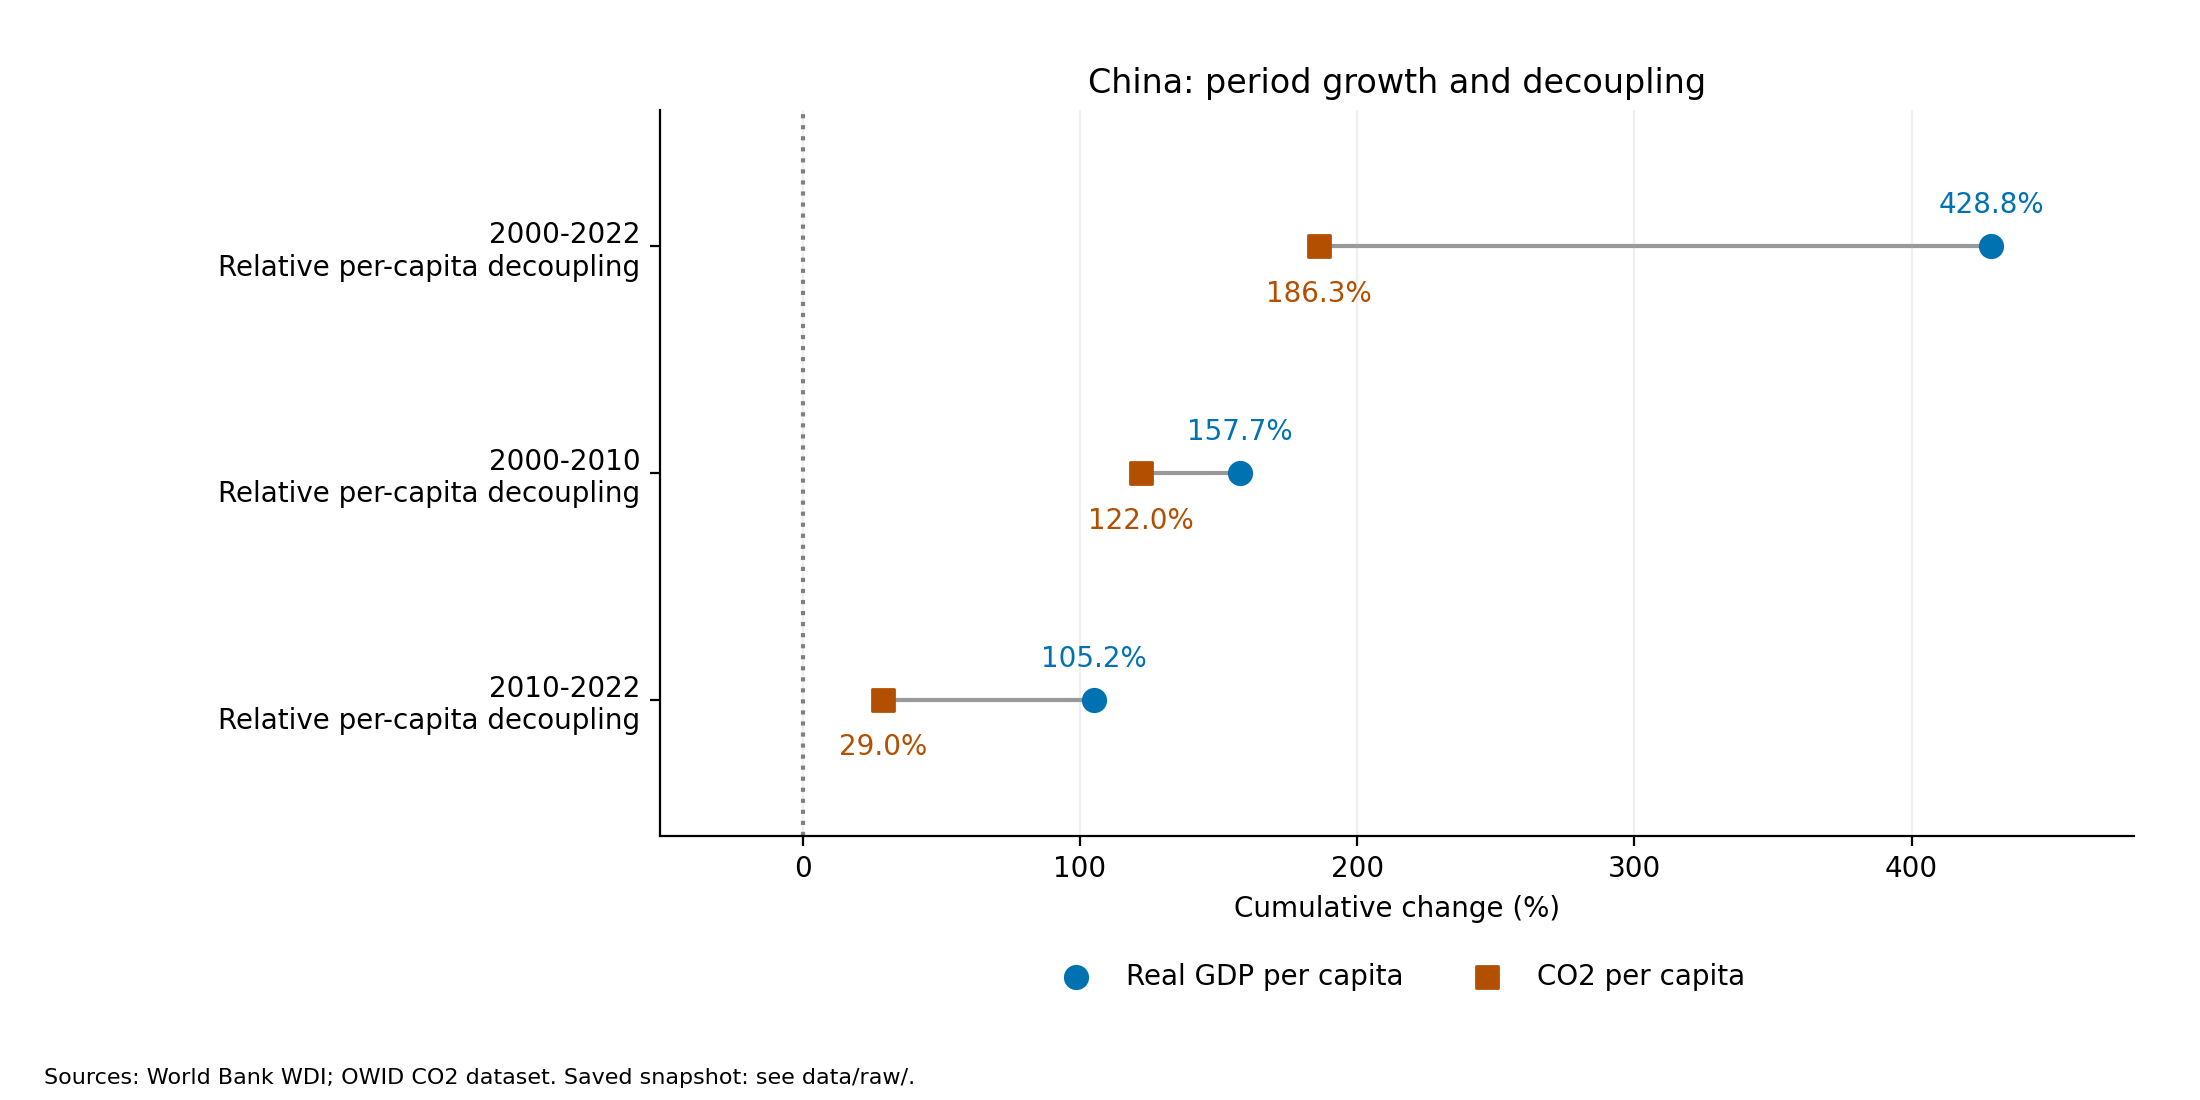 China: period growth and decoupling
428.8%
2000-2022
Relative per-capita decoupling
186.3%
157.7%
2000-2010
Relative per-capita decoupling
122.0%
105.2%
2010-2022
Relative per-capita decoupling
29.0%
0 100 200 300 400
Cumulative change (%)
Real GDP per capita CO2 per capita
Sources: World Bank WDI; OWID CO2 dataset. Saved snapshot: see data/raw/.